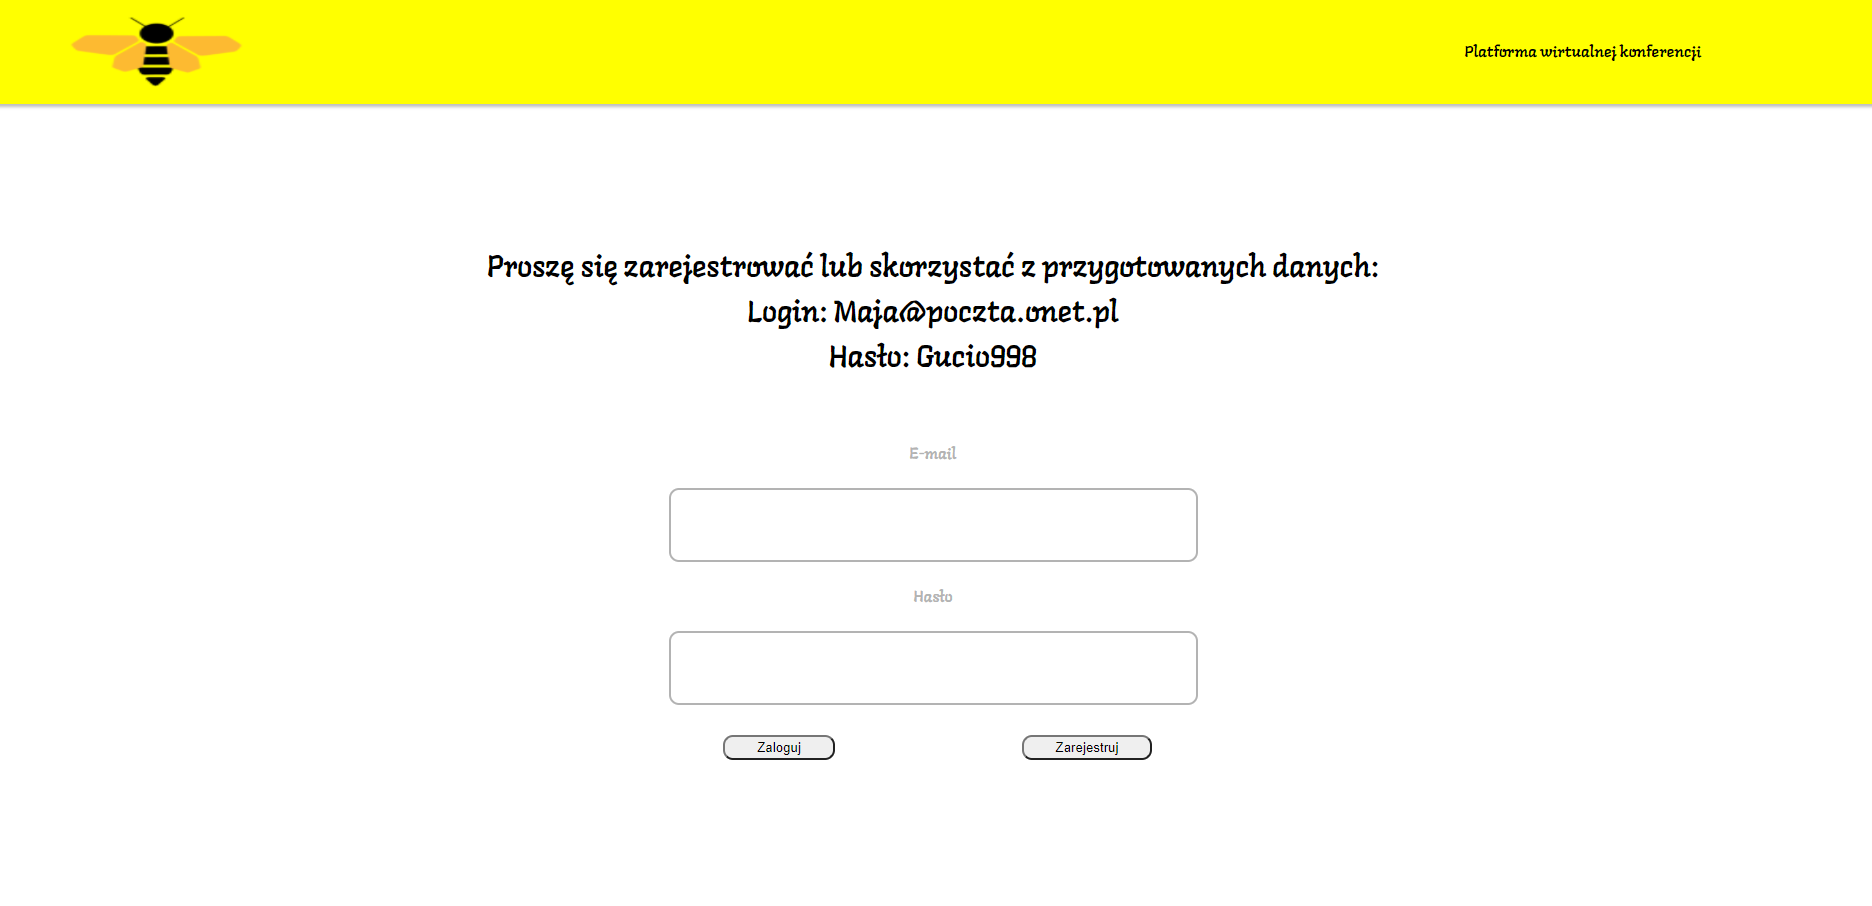 Platforma wirtualnej konferencji
Proszę się zarejestrować lub skorzystać z przygotowanych danych:
Login: Maja@poczta.onet.pl
Hasło: Gucio998
E-mail
Hasło
Zaloguj
Zarejestruj